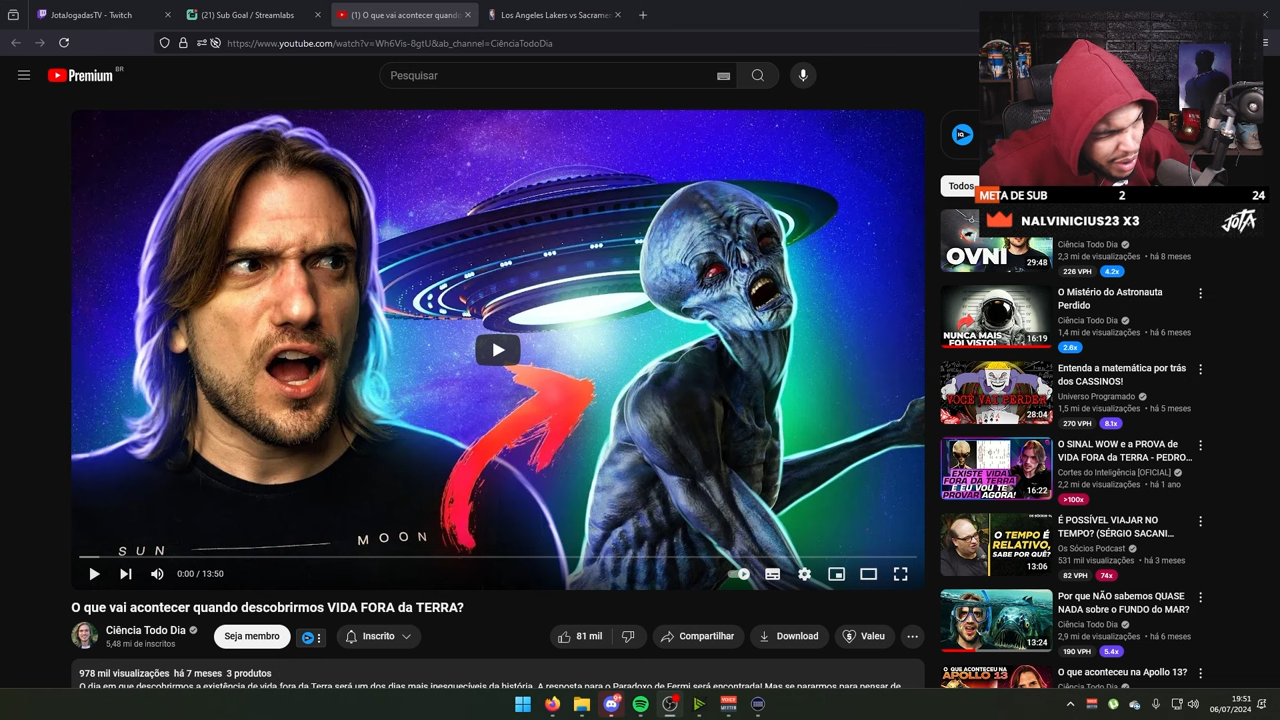 JotaJogadasTV - Twitch
(21) Sub Goal / Streamlabs
(1) O que vai acontecer quando
Los Angeles Lakers vs Sacramer
https://www.youtube.com/watch?v=Wh6Vis
CiênciaTodoDia
Premium BR
Pesquisar
Todos
META DE SUB 2 24
NALVINICIUS23 X3
JOTA
OVNI
29:48
Ciência Todo Dia
2,3 mi de visualizações • há 8 meses
226 VPH 4.2x
NUNCA MAIS
FOI VISTO!
16:19
O Mistério do Astronauta
Perdido
Ciência Todo Dia
1,4 mi de visualizações • há 6 meses
2.6x
VOCÊ VAI PERDER
28:04
Entenda a matemática por trás
dos CASSINOS!
Universo Programado
1,5 mi de visualizações • há 5 meses
270 VPH 8.1x
EXISTE VIDA
FORA DA TERRA
E EU VOU TE
PROVAR AGORA!
16:22
O SINAL WOW e a PROVA de
VIDA FORA da TERRA - PEDRO...
Cortes do Inteligência [OFICIAL]
2,2 mi de visualizações • há 1 ano
>100x
O TEMPO É
RELATIVO,
SABE POR QUÊ?
13:06
É POSSÍVEL VIAJAR NO
TEMPO? (SÉRGIO SACANI...
Os Sócios Podcast
531 mil visualizações • há 3 meses
82 VPH 74x
13:24
Por que NÃO sabemos QUASE
NADA sobre o FUNDO do MAR?
Ciência Todo Dia
2,9 mi de visualizações • há 6 meses
190 VPH 5.4x
O QUE ACONTECEU NA
APOLLO 13
O que aconteceu na Apollo 13?
Ciência Todo Dia
SUN MOON
0:00 / 13:50
O que vai acontecer quando descobrirmos VIDA FORA da TERRA?
Ciência Todo Dia
5,48 mi de inscritos
Seja membro
Inscrito
81 mil
Compartilhar
Download
Valeu
978 mil visualizações há 7 meses 3 produtos
19:51
06/07/2024